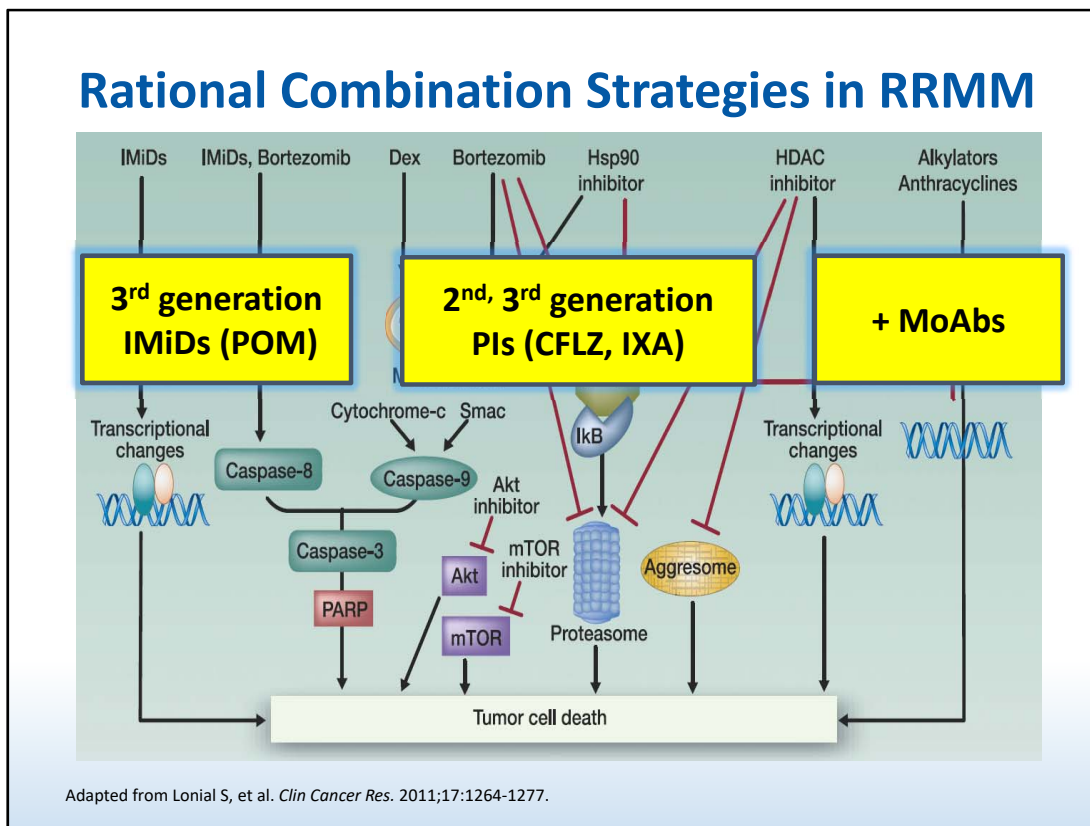 Rational Combination Strategies in RRMM
IMiDs
IMiDs, Bortezomib
Dex
Bortezomib
Hsp90
inhibitor
HDAC
inhibitor
Alkylators
Anthracyclines
3rd generation
IMiDs (POM)
2nd, 3rd generation
PIs (CFLZ, IXA)
+ MoAbs
Cytochrome-c
Smac
IkB
Transcriptional
changes
Caspase-8
Caspase-9
Akt
inhibitor
Transcriptional
changes
Caspase-3
mTOR
inhibitor
Akt
Aggresome
PARP
mTOR
Proteasome
Tumor cell death
Adapted from Lonial S, et al. Clin Cancer Res. 2011;17:1264-1277.